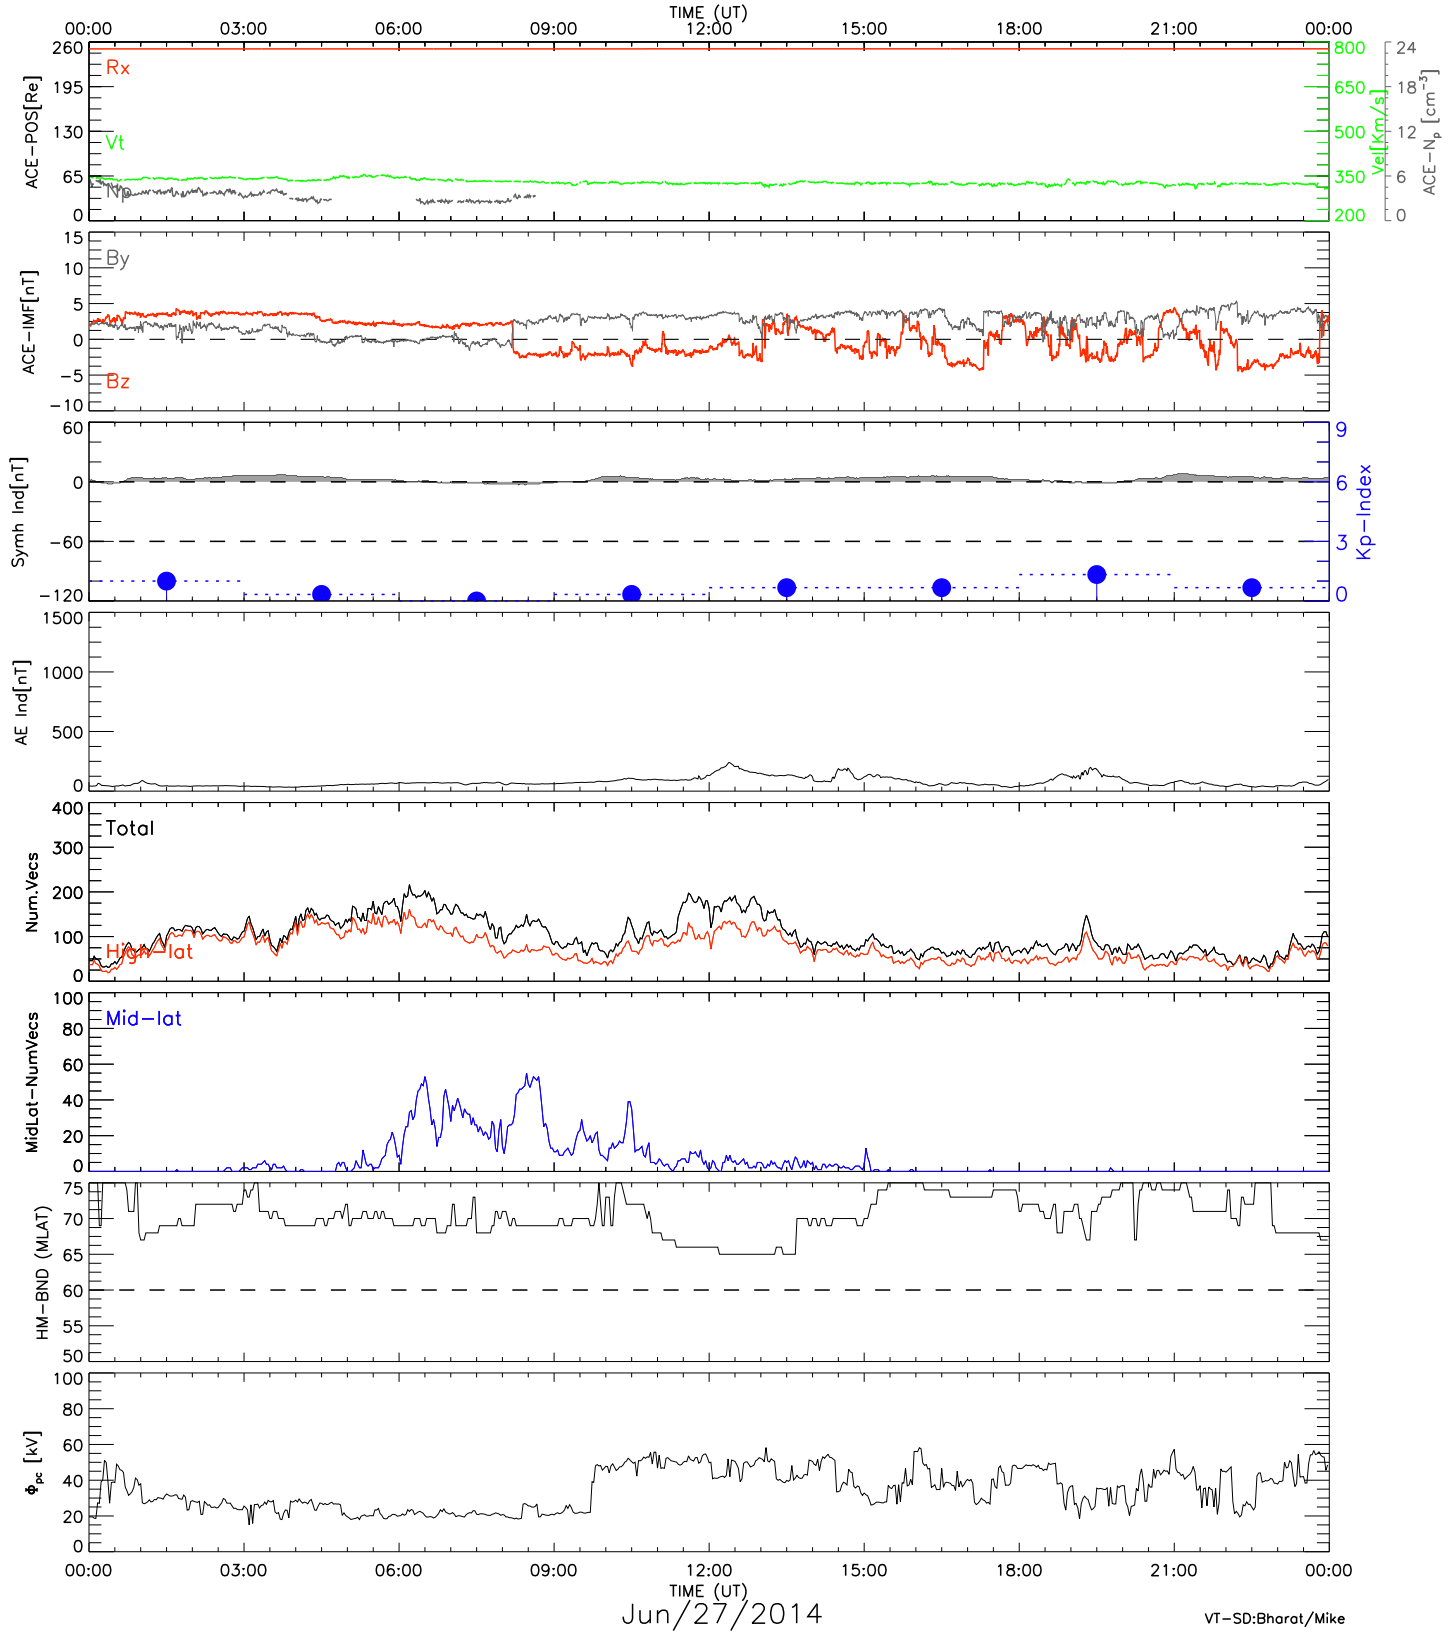 TIME (UT)
00:00 03:00 06:00 09:00 12:00 15:00 18:00 21:00 00:00
ACE-POS[Re]
260
195
130
65
0
Rx
Vt
Np
800
650
500
350
200
Vel[Km/s]
24
18
12
6
0
ACE-Np [cm-3]
ACE-IMF[nT]
15
10
5
0
-5
-10
By
Bz
Symh Ind[nT]
60
0
-60
-120
9
6
3
0
Kp-Index
AE Ind[nT]
1500
1000
500
0
Num.Vecs
400
300
200
100
0
Total
High-lat
MidLat-NumVecs
100
80
60
40
20
0
Mid-lat
HM-BND (MLAT)
75
70
65
60
55
50
Φpc [kV]
100
80
60
40
20
0
00:00 03:00 06:00 09:00 12:00 15:00 18:00 21:00 00:00
TIME (UT)
Jun/27/2014
VT-SD:Bharat/Mike